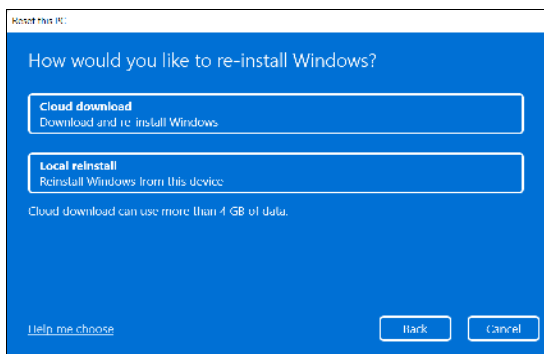 Reset this PC
How would you like to re-install Windows?
Cloud download
Download and re-install Windows
Local reinstall
Reinstall Windows from this device
Cloud download can use more than 4 GB of data.
Help me choose
Back
Cancel